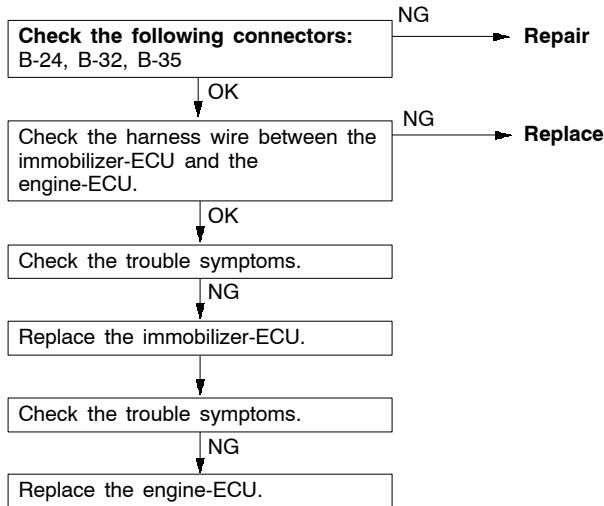 Check the following connectors:
B-24, B-32, B-35
NG
Repair
OK
Check the harness wire between the
immobilizer-ECU and the
engine-ECU.
NG
Replace
OK
Check the trouble symptoms.
NG
Replace the immobilizer-ECU.
Check the trouble symptoms.
NG
Replace the engine-ECU.